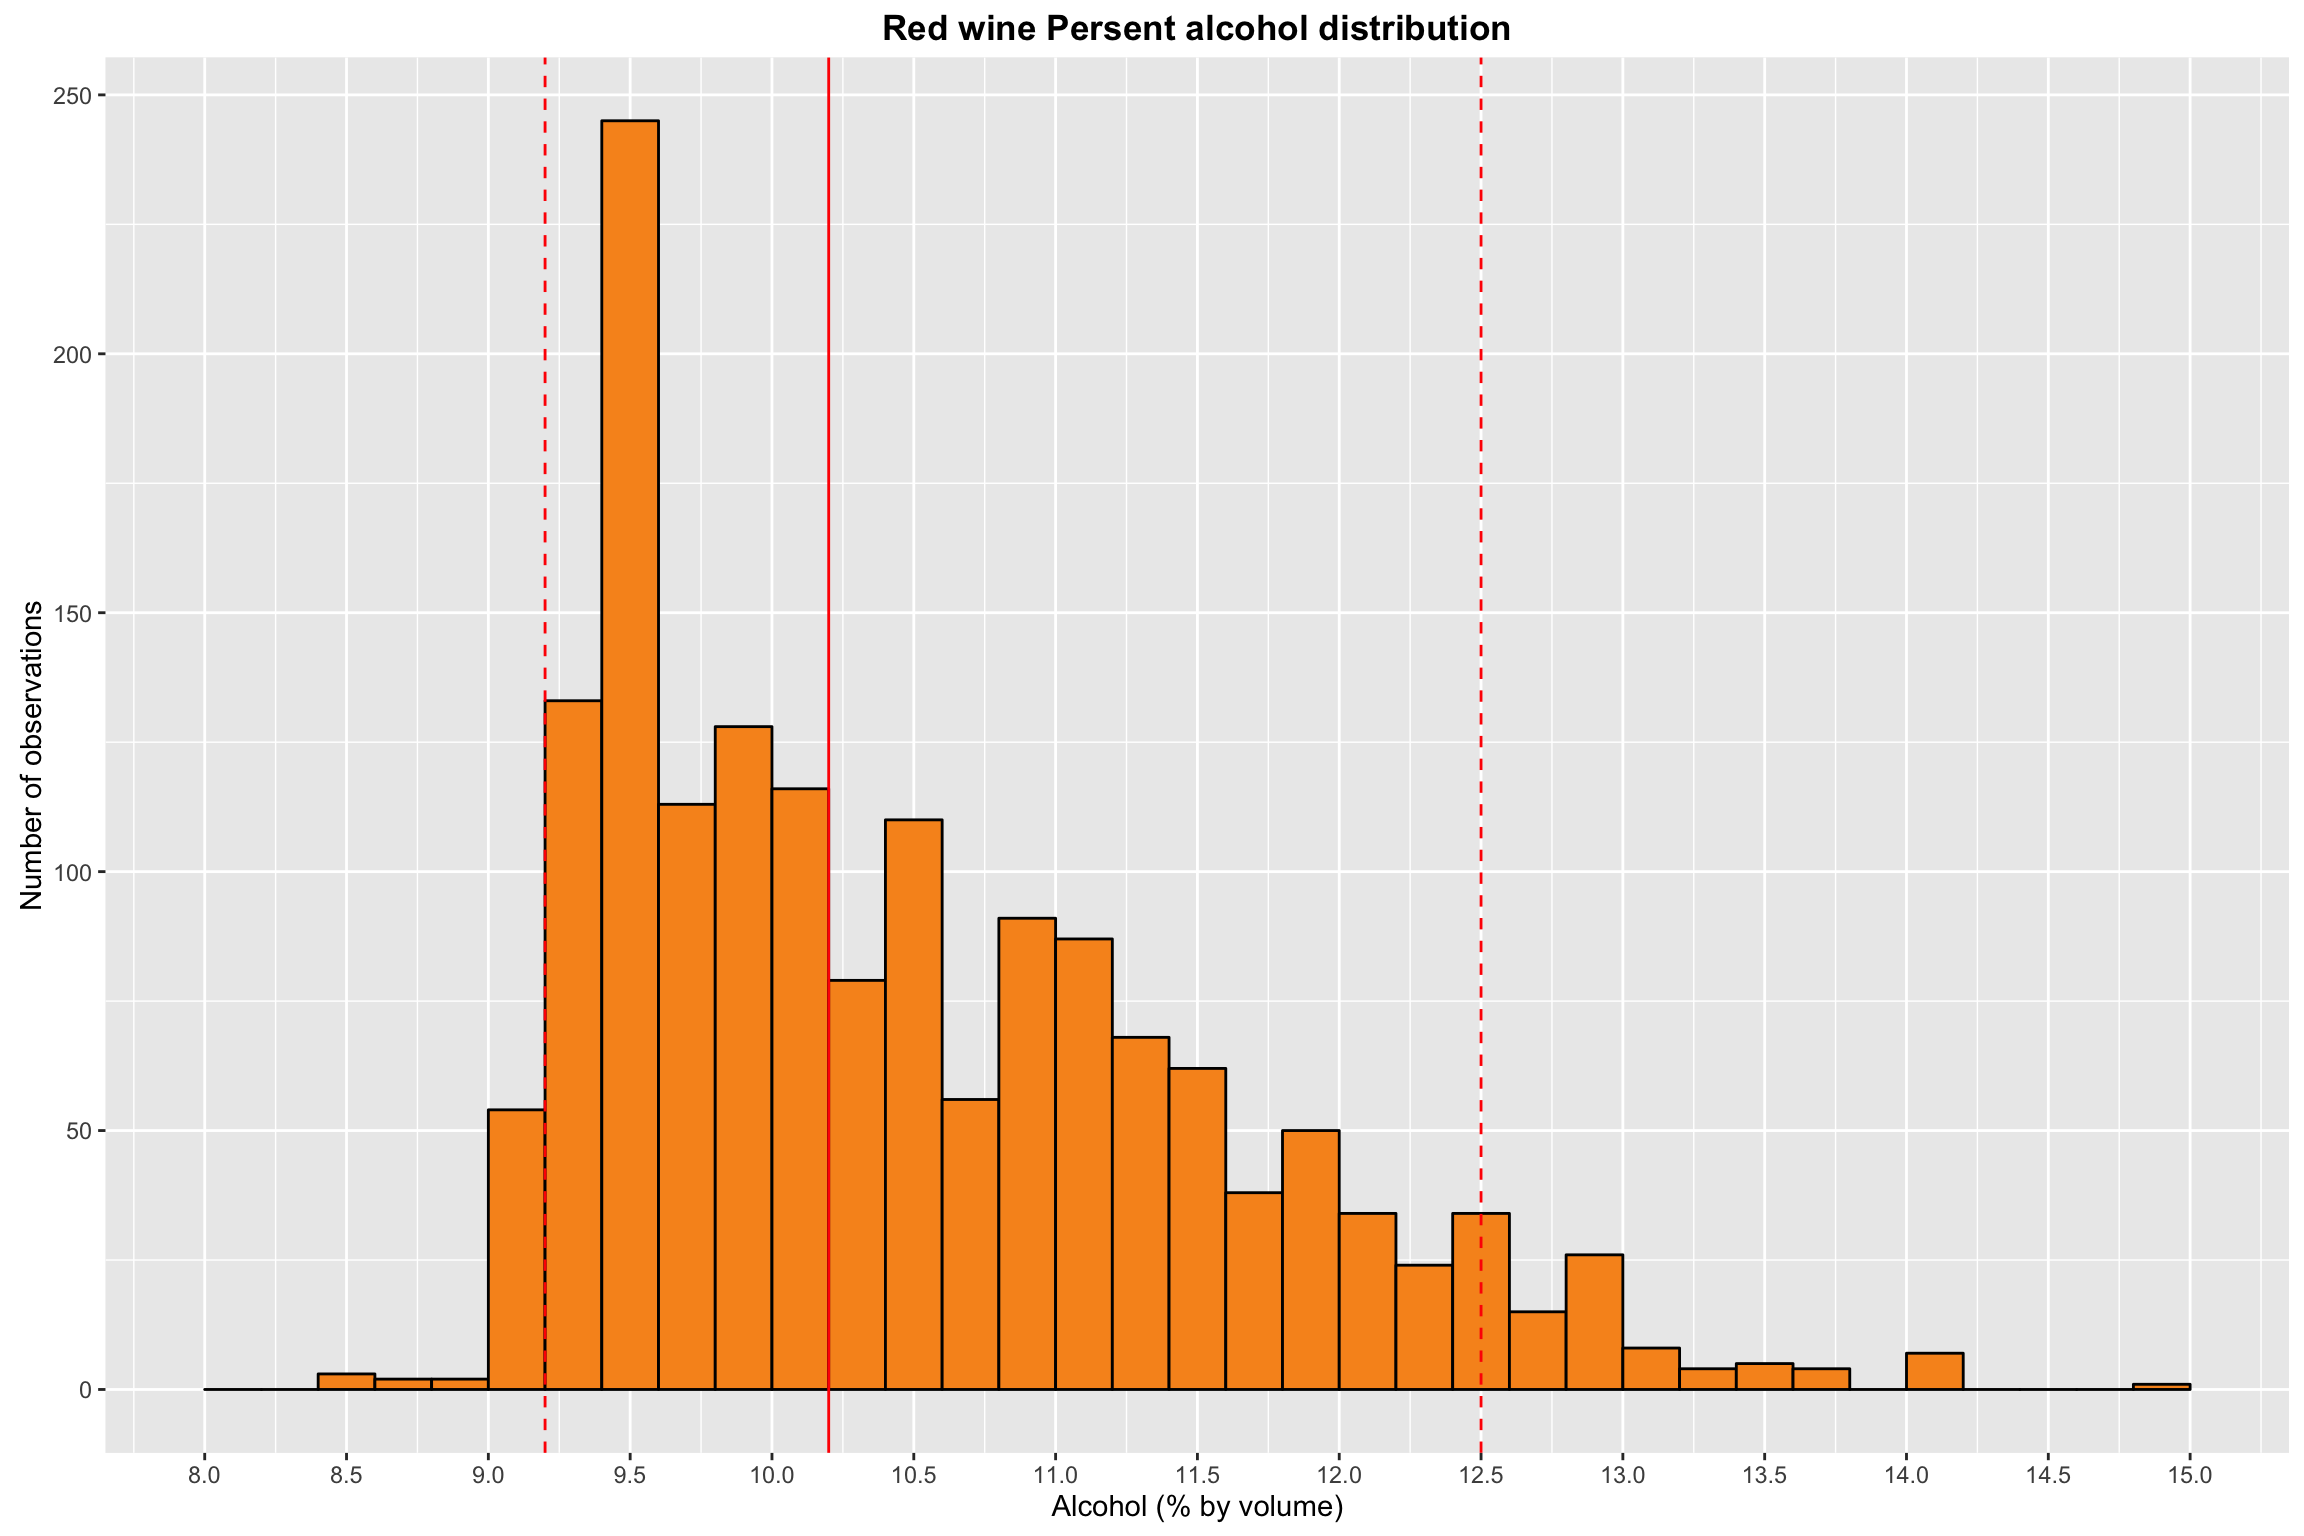 Red wine Persent alcohol distribution
250
200
150
100
50
0
Number of observations
8.0 8.5 9.0 9.5 10.0 10.5 11.0 11.5 12.0 12.5 13.0 13.5 14.0 14.5 15.0
Alcohol (% by volume)